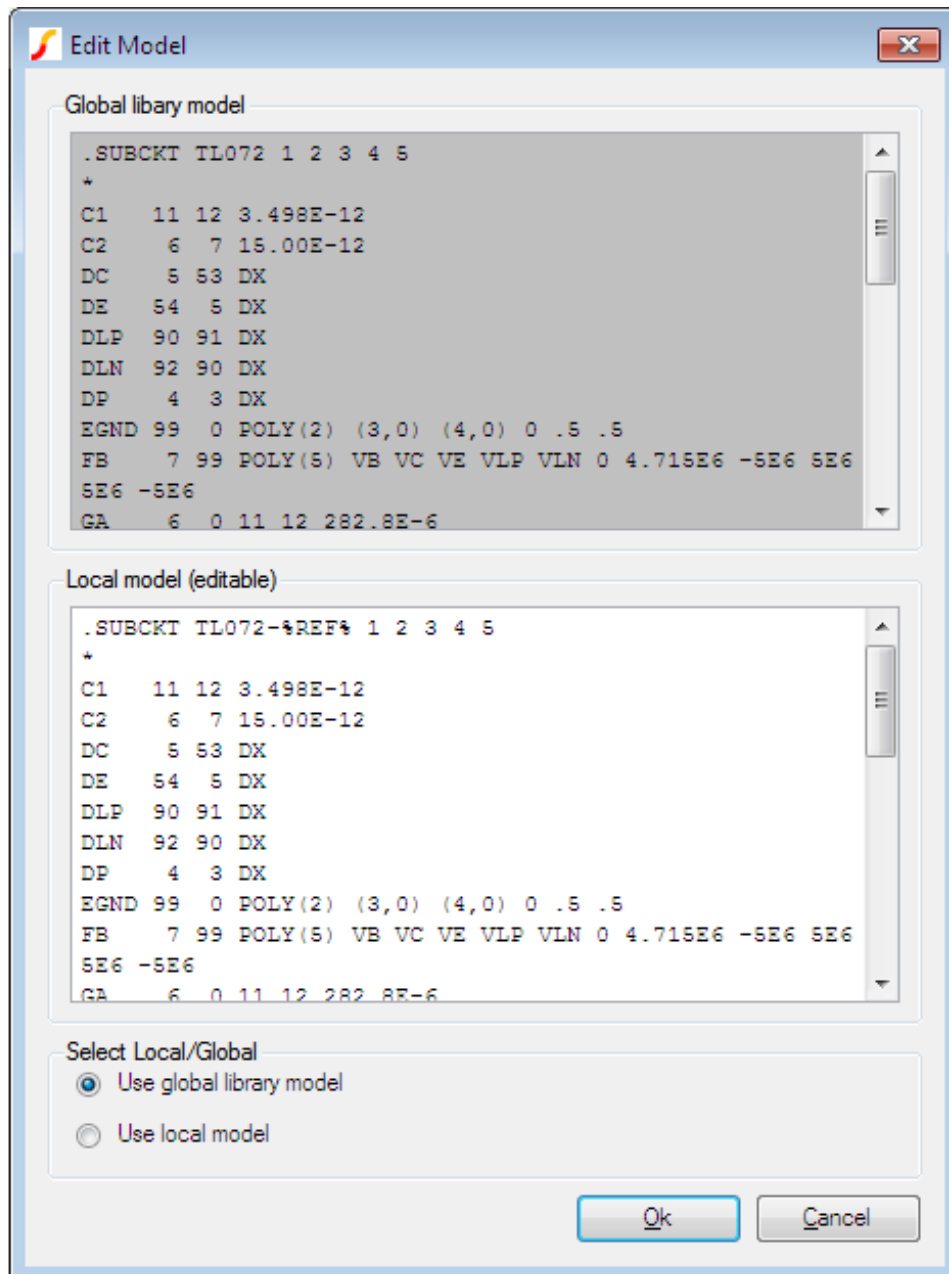 Edit Model
Global libary model
.SUBCKT TL072 1 2 3 4 5
*
C1   11 12 3.498E-12
C2    6  7 15.00E-12
DC    5 53 DX
DE   54  5 DX
DLP  90 91 DX
DLN  92 90 DX
DP    4  3 DX
EGND 99  0 POLY(2) (3,0) (4,0) 0 .5 .5
FB    7 99 POLY(5) VB VC VE VLP VLN 0 4.715E6 -5E6 5E6
5E6 -5E6
GA    6  0 11 12 282.8E-6
Local model (editable)
.SUBCKT TL072-%REF% 1 2 3 4 5
*
C1   11 12 3.498E-12
C2    6  7 15.00E-12
DC    5 53 DX
DE   54  5 DX
DLP  90 91 DX
DLN  92 90 DX
DP    4  3 DX
EGND 99  0 POLY(2) (3,0) (4,0) 0 .5 .5
FB    7 99 POLY(5) VB VC VE VLP VLN 0 4.715E6 -5E6 5E6
5E6 -5E6
GA    6  0 11 12 282.8E-6
Select Local/Global
Use global library model
Use local model
Ok Cancel